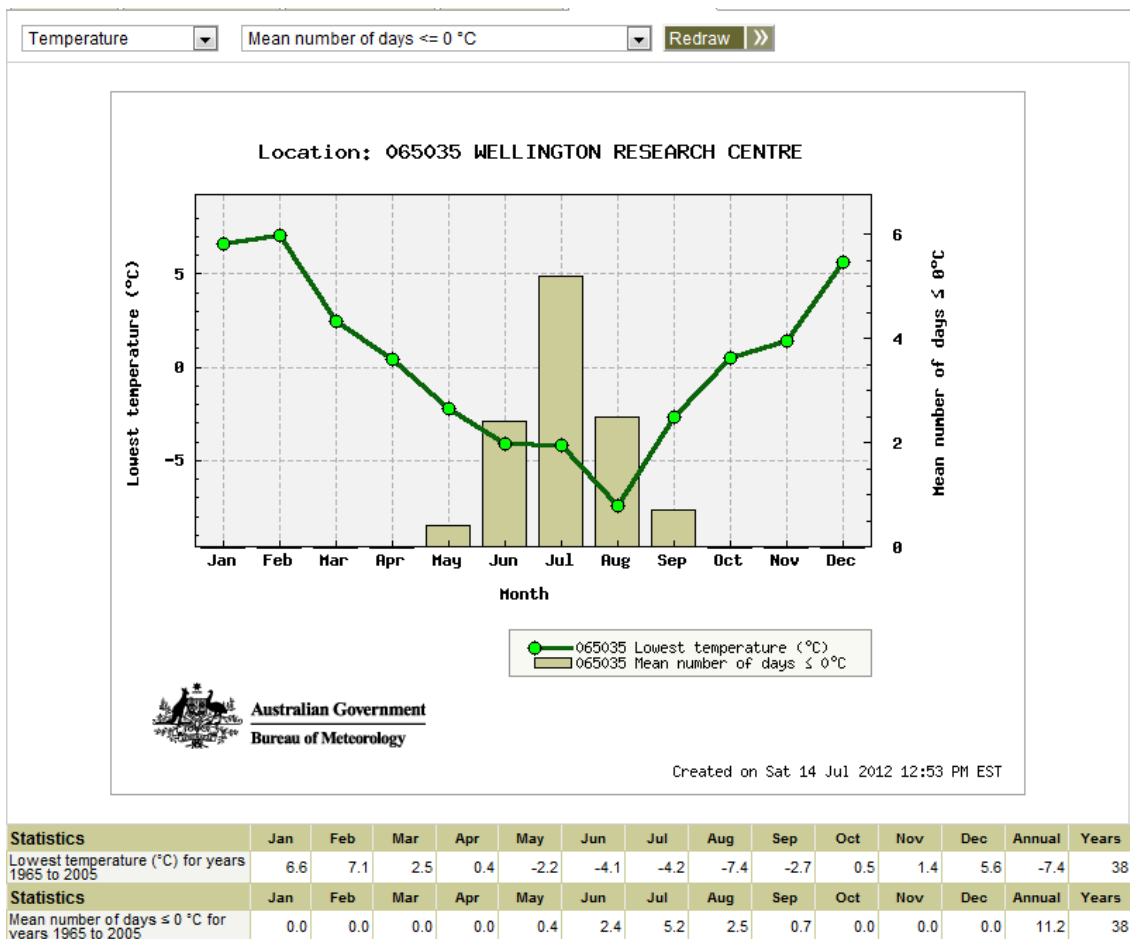 Temperature Mean number of days <= 0 °C Redraw
Location: 065035 WELLINGTON RESEARCH CENTRE
Lowest temperature (°C)
5
0
-5
Mean number of days ≤ 0°C
6
4
2
0
Jan Feb Mar Apr May Jun Jul Aug Sep Oct Nov Dec
Month
065035 Lowest temperature (°C)
065035 Mean number of days ≤ 0°C
Australian Government
Bureau of Meteorology
Created on Sat 14 Jul 2012 12:53 PM EST
Statistics Jan Feb Mar Apr May Jun Jul Aug Sep Oct Nov Dec Annual Years
Lowest temperature (°C) for years
1965 to 2005 6.6 7.1 2.5 0.4 -2.2 -4.1 -4.2 -7.4 -2.7 0.5 1.4 5.6 -7.4 38
Statistics Jan Feb Mar Apr May Jun Jul Aug Sep Oct Nov Dec Annual Years
Mean number of days ≤ 0 °C for
years 1965 to 2005 0.0 0.0 0.0 0.0 0.4 2.4 5.2 2.5 0.7 0.0 0.0 0.0 11.2 38